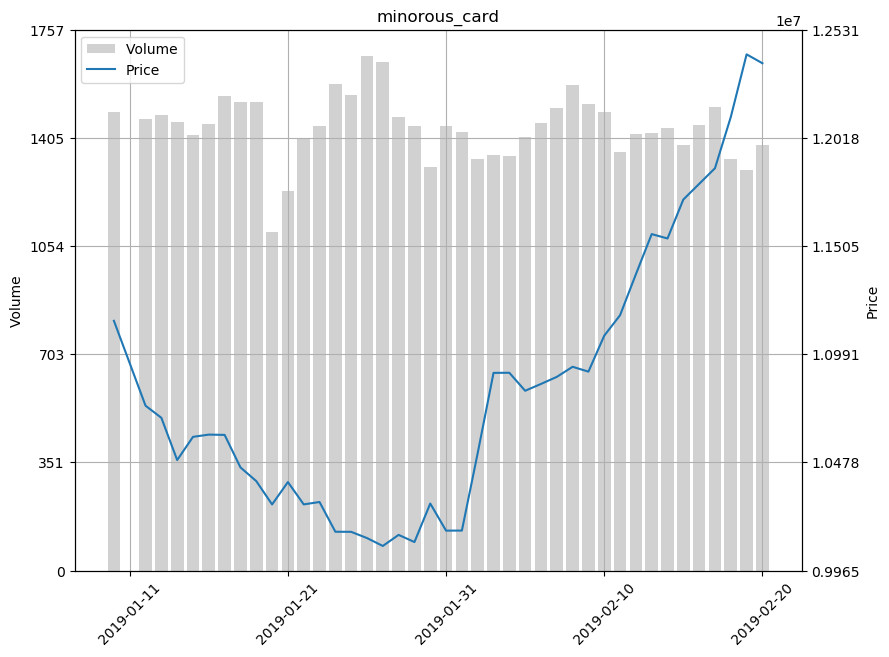 minorous_card
1e7
Volume
Price
1757
1405
1054
703
351
0
1.2531
1.2018
1.1505
1.0991
1.0478
0.9965
Volume
Price
2019-01-11
2019-01-21
2019-01-31
2019-02-10
2019-02-20